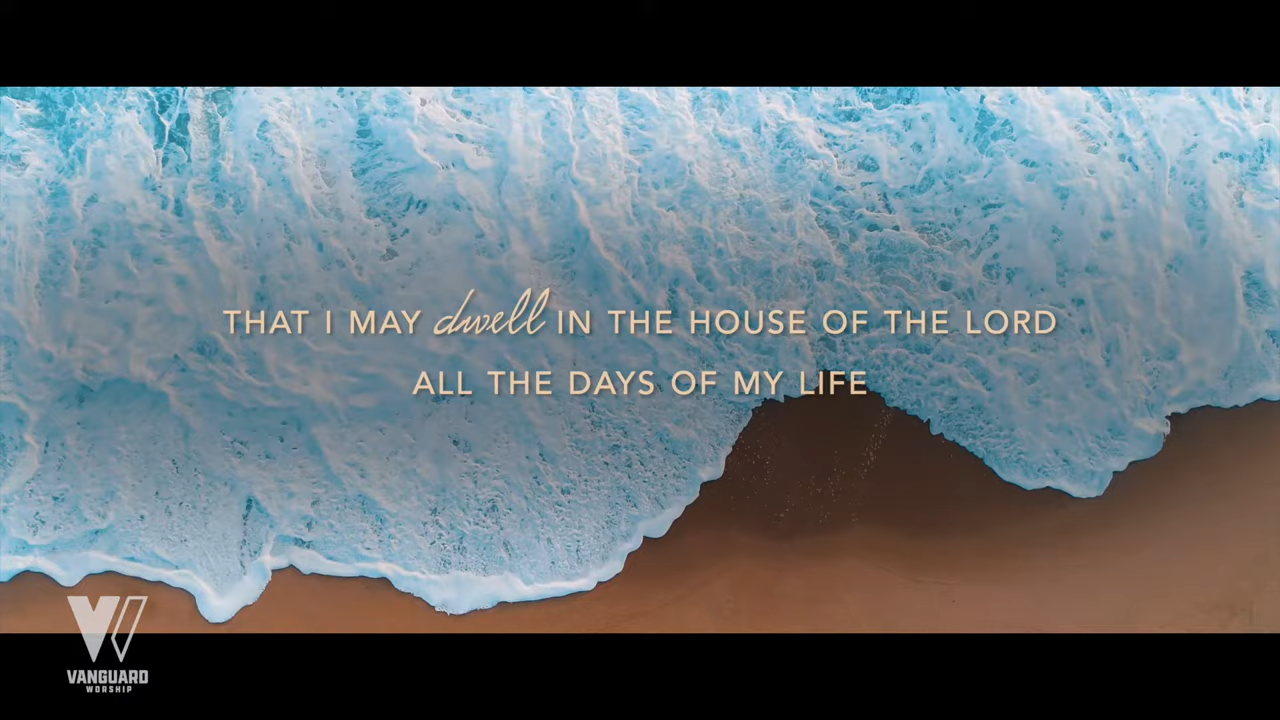 THAT I MAY dwell IN THE HOUSE OF THE LORD
ALL THE DAYS OF MY LIFE
VANGUARD
WORSHIP